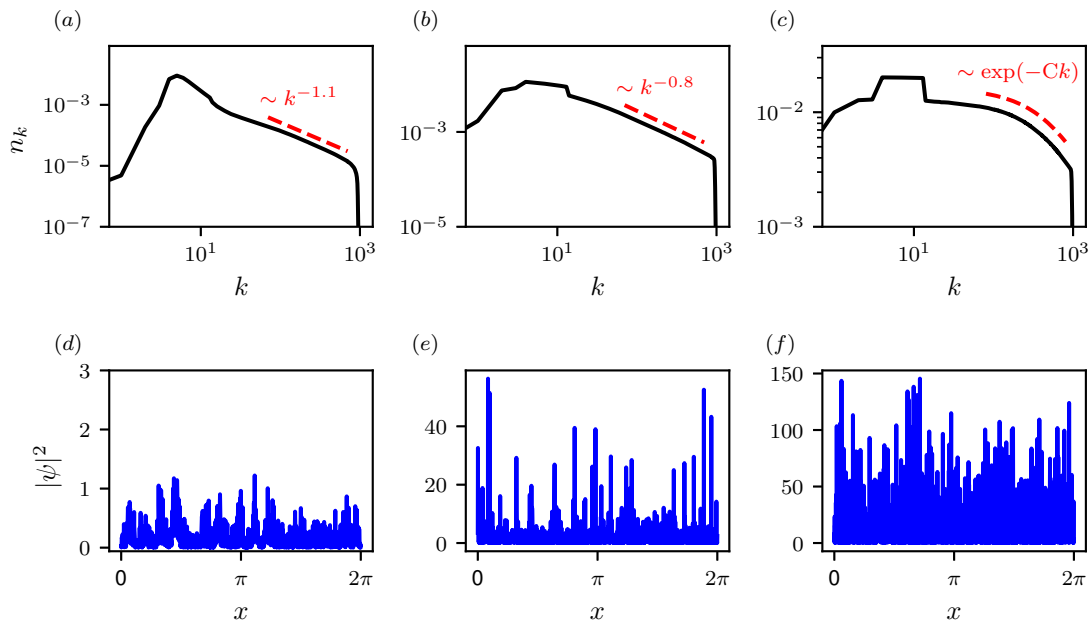 (a)
(b)
(c)
n_k
10^{-3}
10^{-5}
10^{-7}
∼ k^{-1.1}
10^1
10^3
k
10^{-3}
10^{-5}
∼ k^{-0.8}
10^1
10^3
k
10^{-2}
10^{-3}
∼ exp(−Ck)
10^1
10^3
k
(d)
(e)
(f)
|ψ|^2
3
2
1
0
0
π
2π
x
40
20
0
0
π
2π
x
150
100
50
0
0
π
2π
x